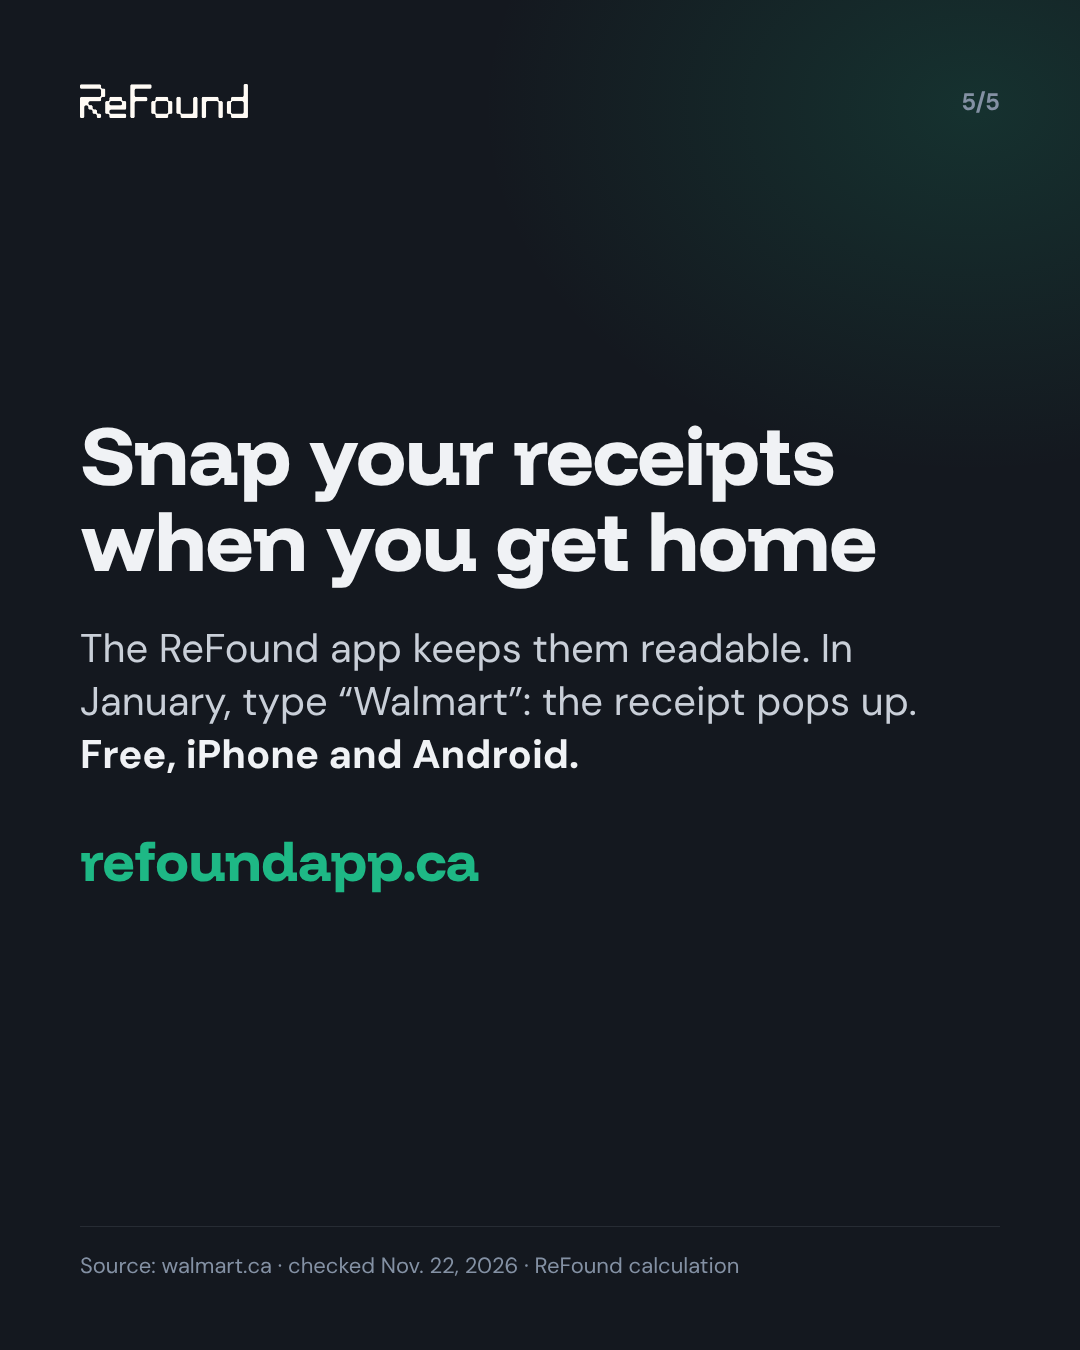 ReFound
5/5
Snap your receipts
when you get home
The ReFound app keeps them readable. In
January, type “Walmart”: the receipt pops up.
Free, iPhone and Android.
refoundapp.ca
Source: walmart.ca · checked Nov. 22, 2026 · ReFound calculation